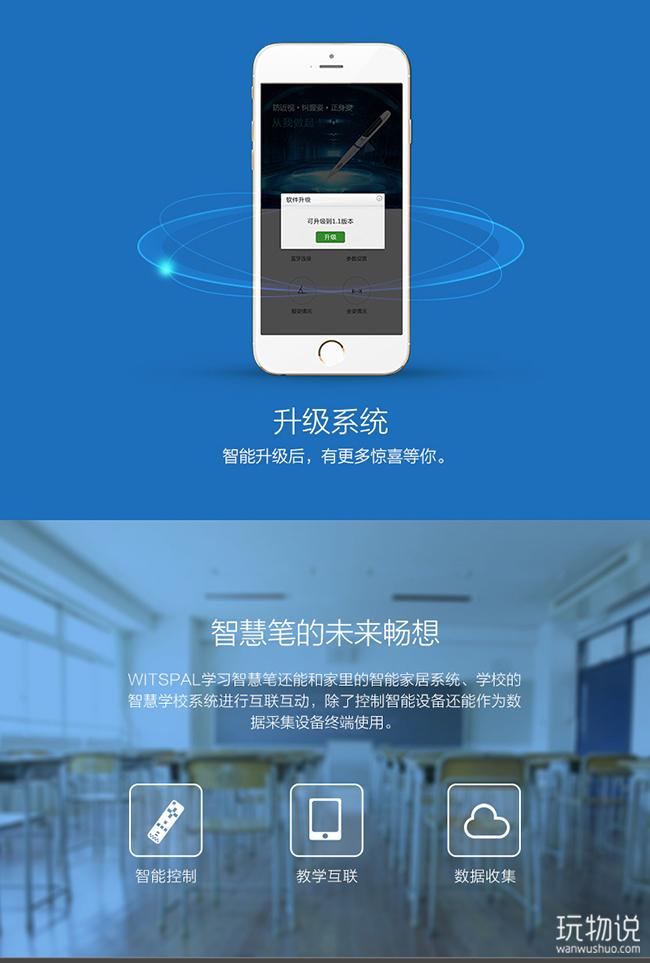 防近视·纠握姿·正身姿
从我做起
软件升级
可升级到1.1版本
升级
蓝牙连接 参数设置
握姿情况 坐姿情况
升级系统
智能升级后，有更多惊喜等你。
智慧笔的未来畅想
WITSPAL学习智慧笔还能和家里的智能家居系统、学校的
智慧学校系统进行互联互动，除了控制智能设备还能作为数
据采集设备终端使用。
智能控制 教学互联 数据收集
玩物说
wanwushuo.com